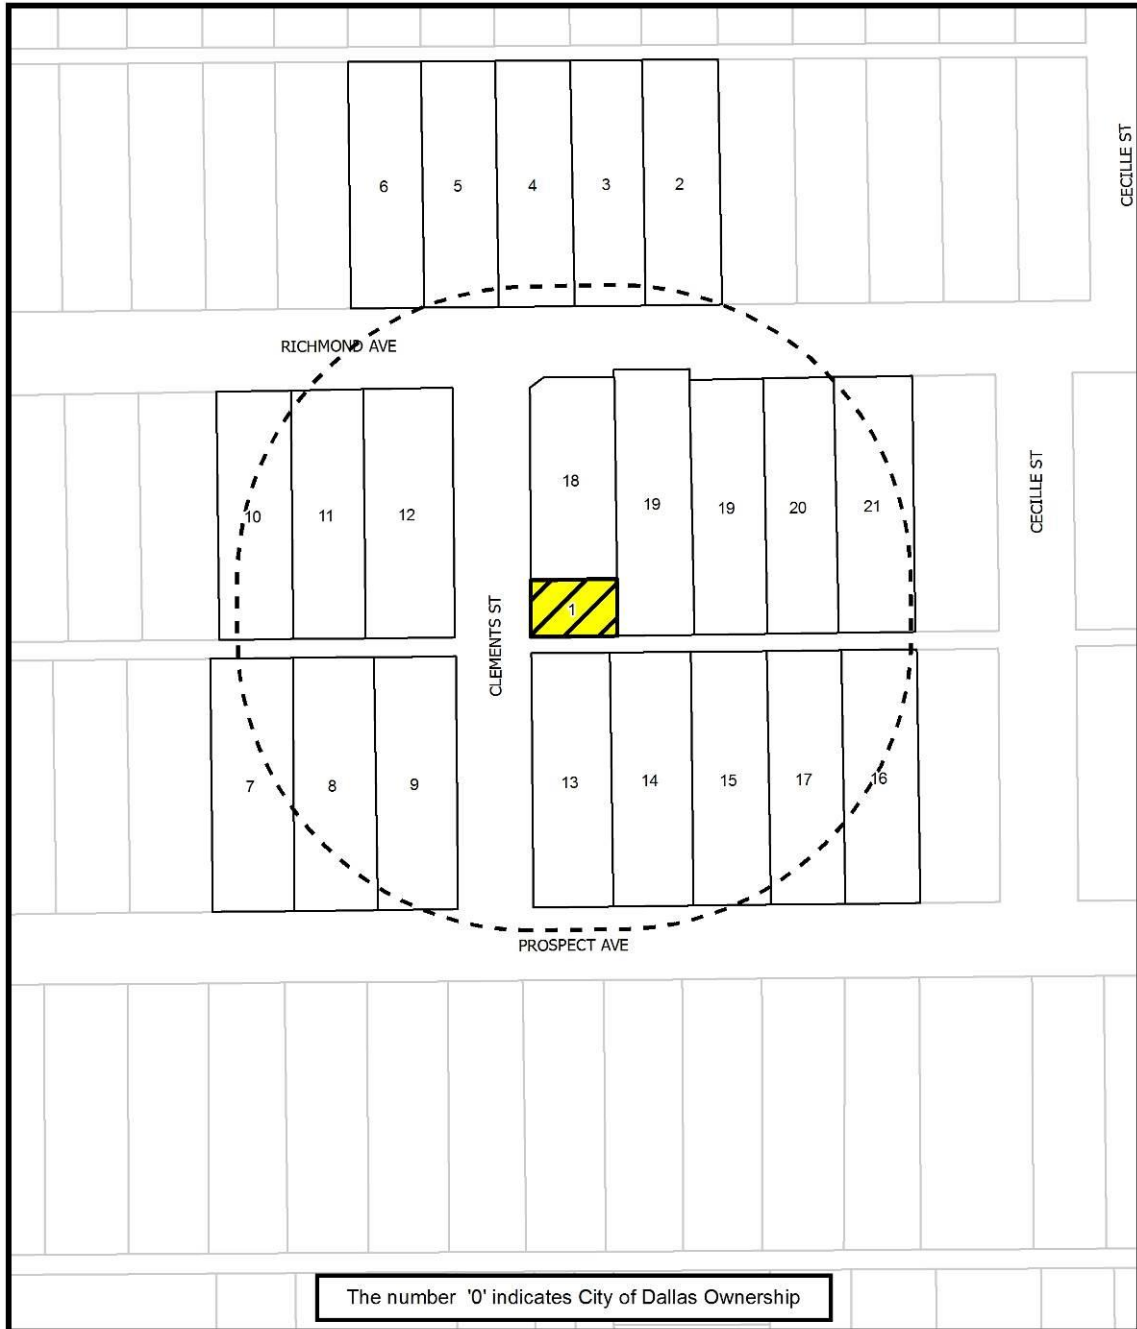 CECILLE ST
6 5 4 3 2
RICHMOND AVE
10 11 12 18 19 19 20 21
CECILLE ST
1
CLEMENTS ST
7 8 9 13 14 15 17 16
PROSPECT AVE
The number '0' indicates City of Dallas Ownership